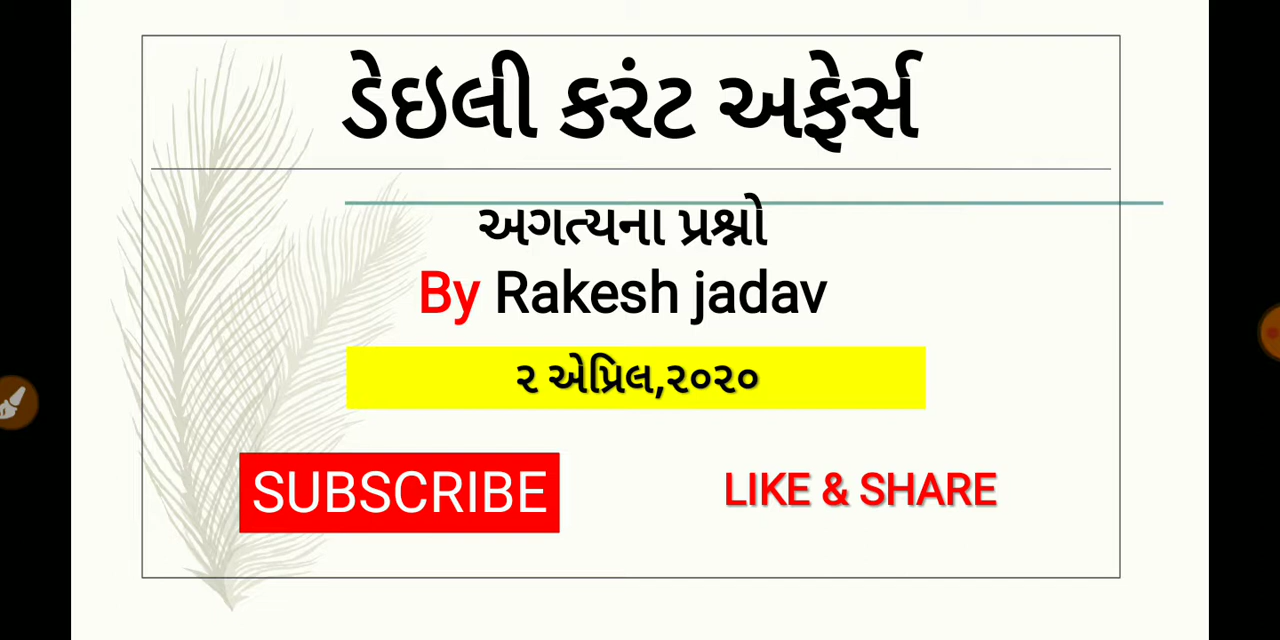 ડેઇલી કરંટ અફેર્સ
અગત્યના પ્રશ્નો
By Rakesh jadav
૨ એપ્રિલ,૨૦૨૦
SUBSCRIBE
LIKE & SHARE